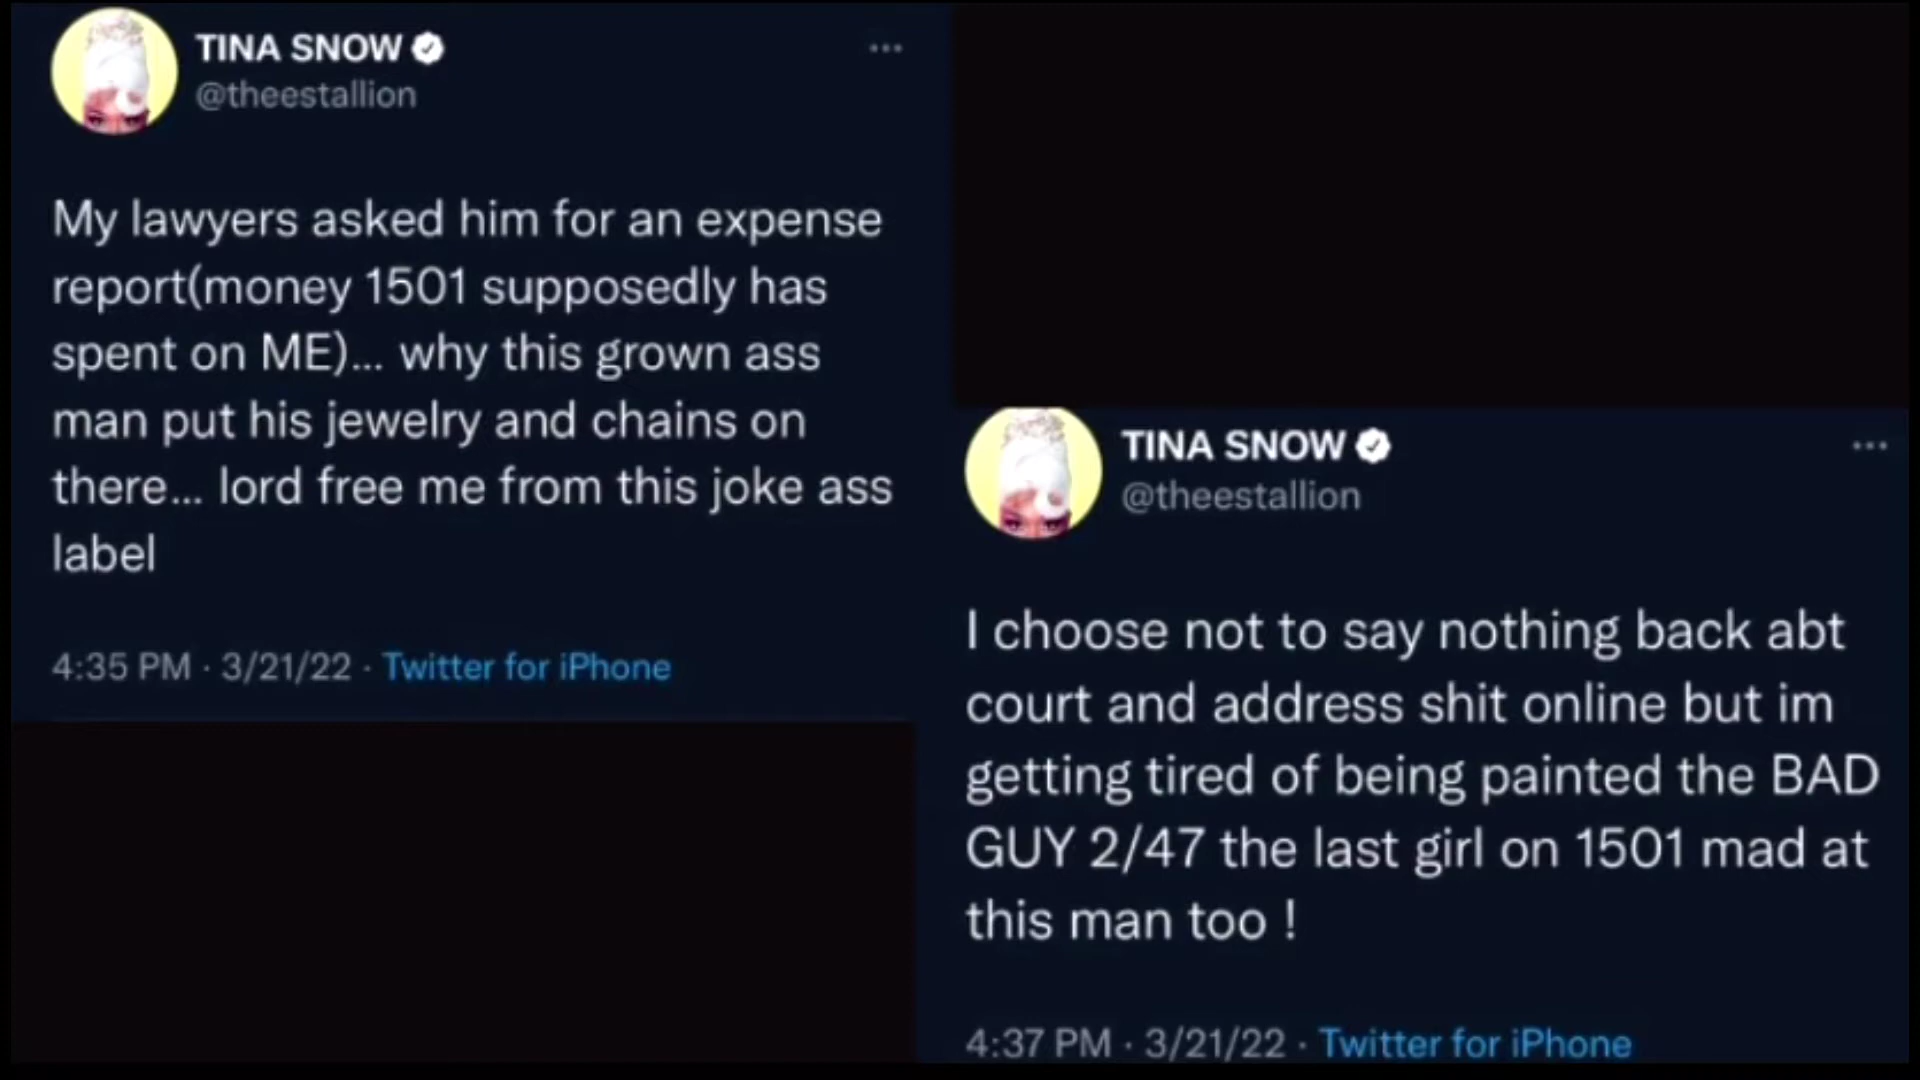 TINA SNOW
@theestallion
My lawyers asked him for an expense
report(money 1501 supposedly has
spent on ME)... why this grown ass
man put his jewelry and chains on
there... lord free me from this joke ass
label
4:35 PM · 3/21/22 · Twitter for iPhone
TINA SNOW
@theestallion
I choose not to say nothing back abt
court and address shit online but im
getting tired of being painted the BAD
GUY 2/47 the last girl on 1501 mad at
this man too !
4:37 PM · 3/21/22 · Twitter for iPhone